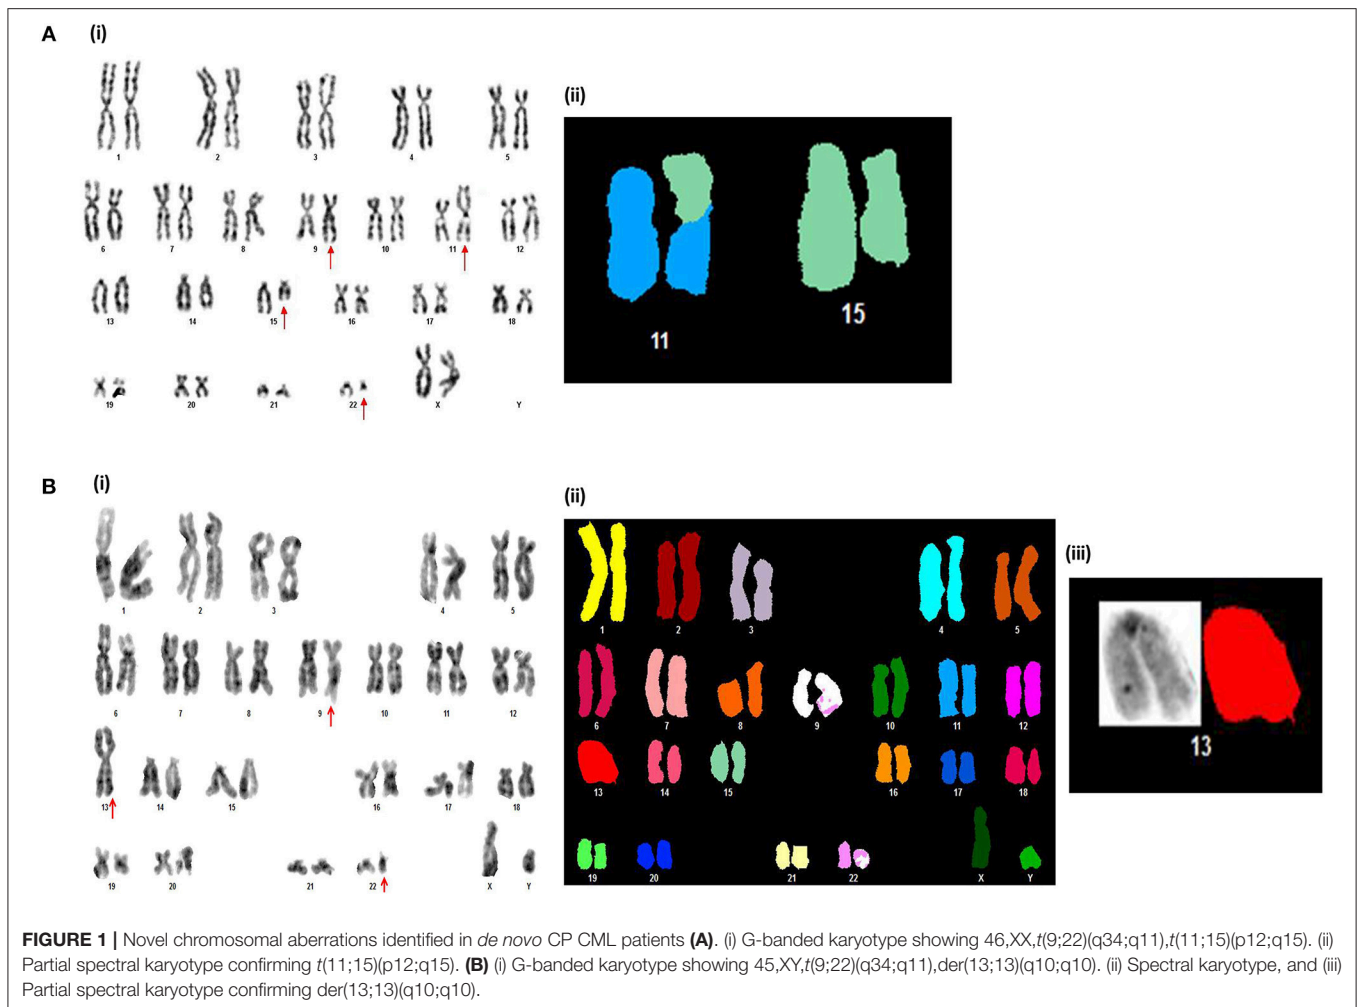 A (i)
1 2 3 4 5
6 7 8 9 10 11 12
13 14 15 16 17 18
19 20 21 22 X Y
(ii)
11 15
B (i)
1 2 3 4 5
6 7 8 9 10 11 12
13 14 15 16 17 18
19 20 21 22 X Y
(ii)
1 2 3 4 5
6 7 8 9 10 11 12
13 14 15 16 17 18
19 20 21 22 X Y
(iii)
13
FIGURE 1 | Novel chromosomal aberrations identified in de novo CP CML patients (A). (i) G-banded karyotype showing 46,XX,t(9;22)(q34;q11),t(11;15)(p12;q15). (ii)
Partial spectral karyotype confirming t(11;15)(p12;q15). (B) (i) G-banded karyotype showing 45,XY,t(9;22)(q34;q11),der(13;13)(q10;q10). (ii) Spectral karyotype, and (iii)
Partial spectral karyotype confirming der(13;13)(q10;q10).